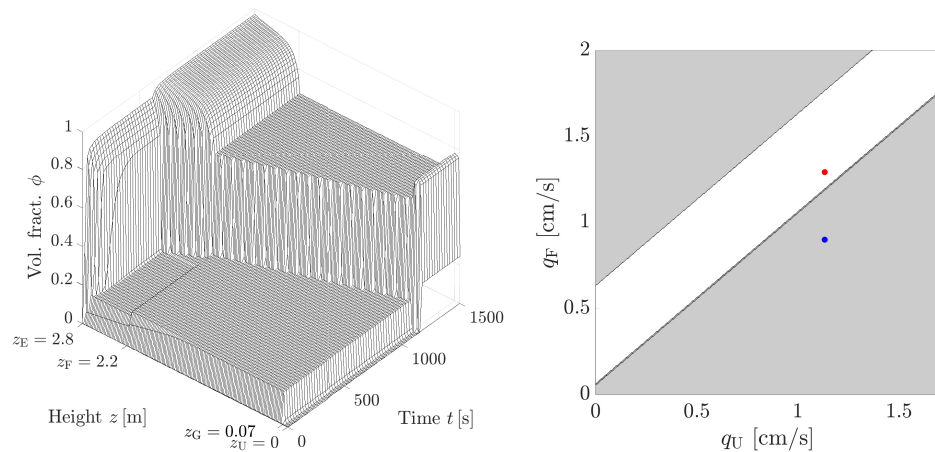 1
0.8
0.6
0.4
0.2
0
Vol. fract. ϕ
z_E = 2.8
z_F = 2.2
Height z [m]
z_G = 0.07
z_U = 0
0
500
1000
1500
Time t [s]
2
1.5
1
0.5
0
q_F [cm/s]
0
0.5
1
1.5
q_U [cm/s]